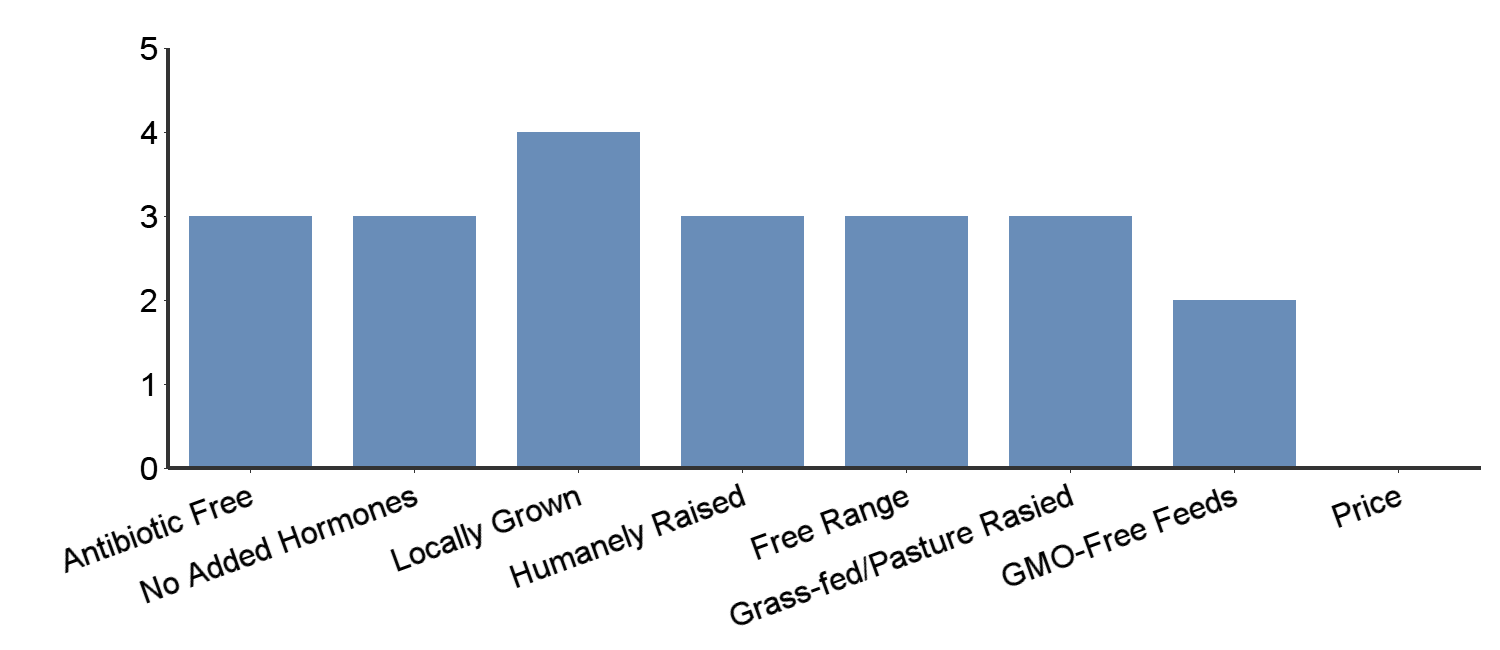 5
4
3
2
1
0
Antibiotic Free
No Added Hormones
Locally Grown
Humanely Raised
Free Range
Grass-fed/Pasture Rasied
GMO-Free Feeds
Price